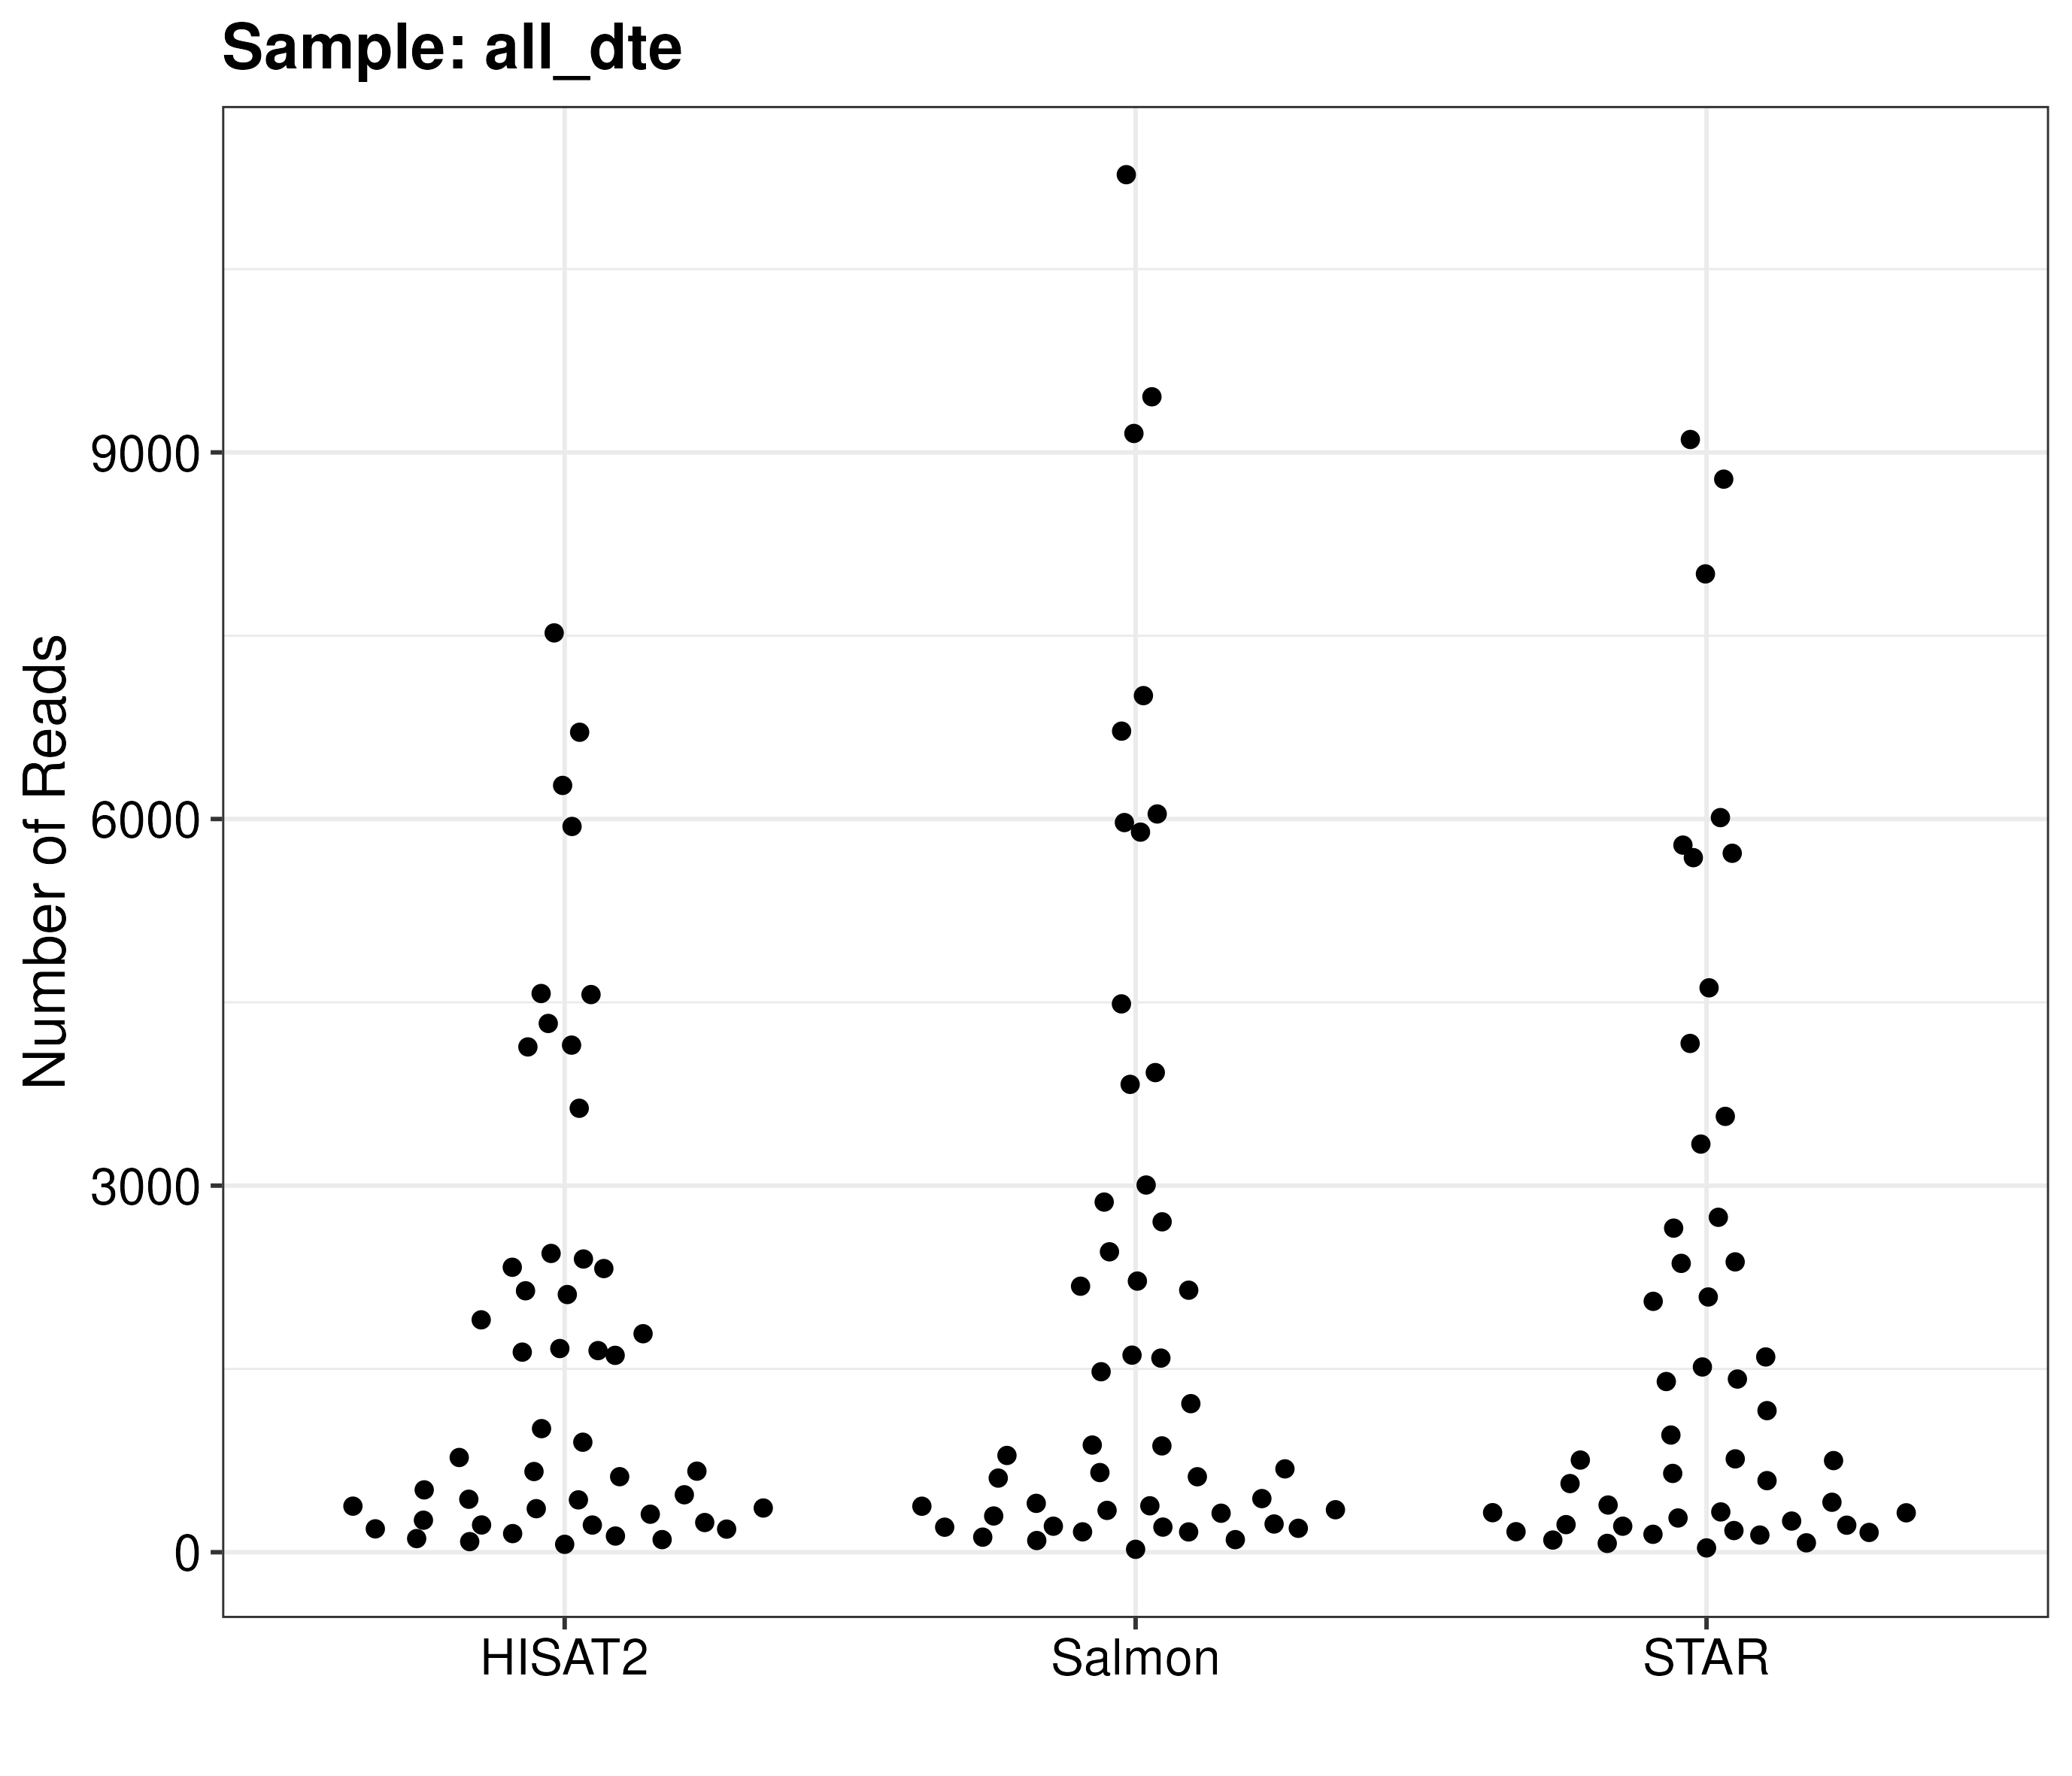 Sample: all_dte
Number of Reads
9000
6000
3000
0
HISAT2
Salmon
STAR